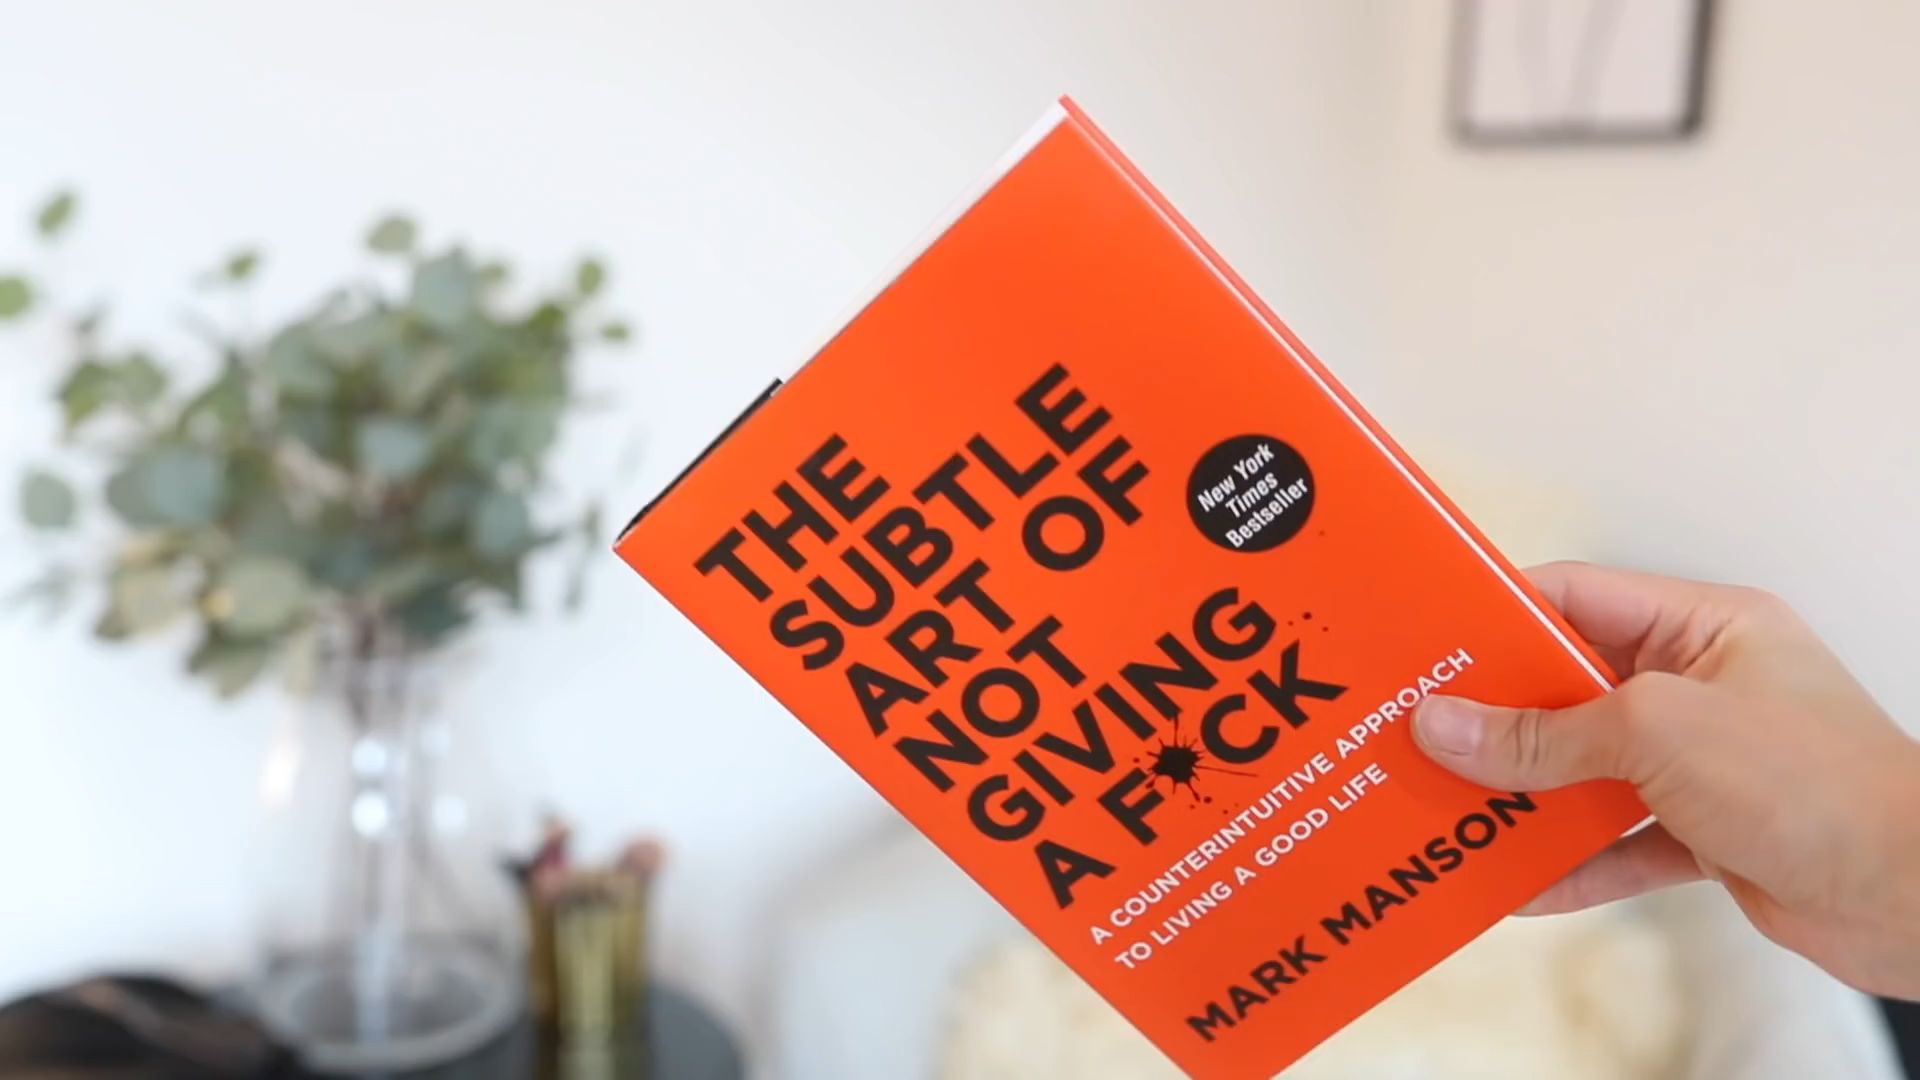 THE
SUBTLE
ART OF
NOT
GIVING
A F*CK
New York
Times
Bestseller
A COUNTERINTUITIVE APPROACH
TO LIVING A GOOD LIFE
MARK MANSON